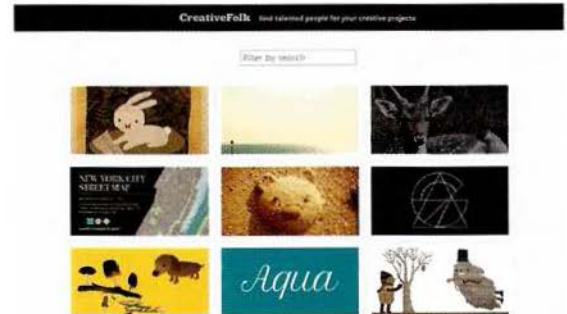 CreativeFolk find talented people for your creative projects
Filter by search
NEW YORK CITY
STREET MAP
Aqua